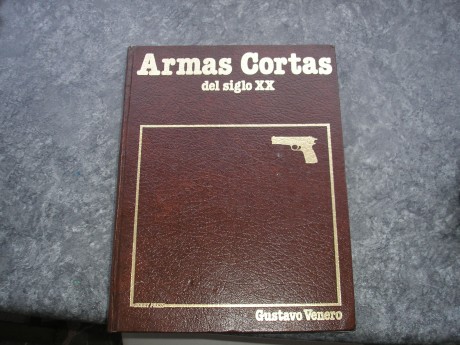 Armas Cortas
del siglo XX
Gustavo Venero